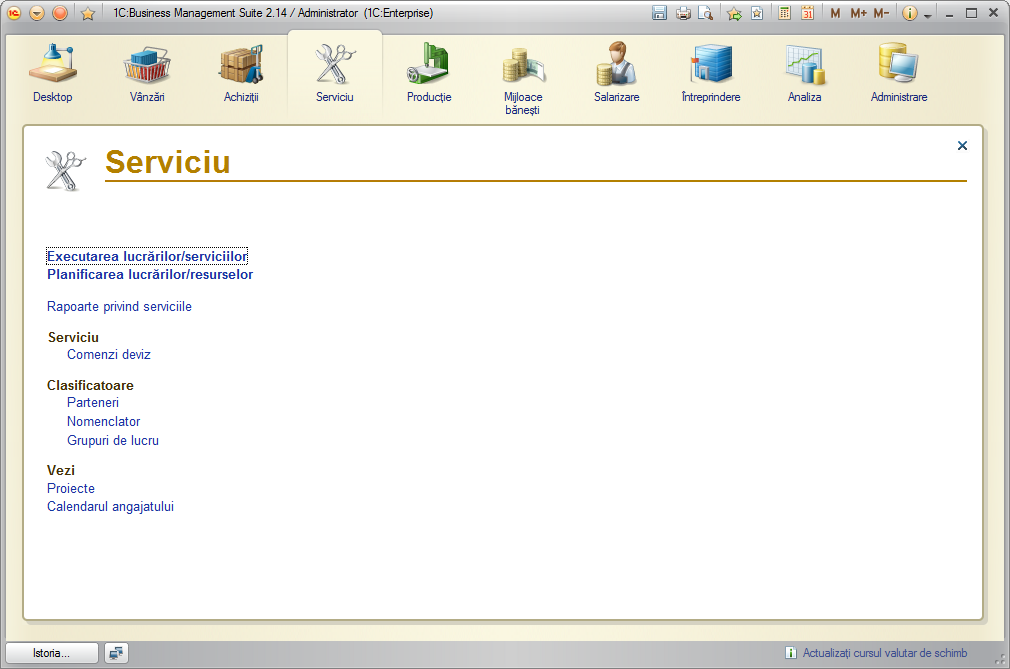 1C:Business Management Suite 2.14 / Administrator (1C:Enterprise)
31 M M+ M-
Desktop
Vânzări
Achiziții
Serviciu
Producție
Mijloace
bănești
Salarizare
Întreprindere
Analiza
Administrare
Serviciu
Executarea lucrărilor/serviciilor
Planificarea lucrărilor/resurselor
Rapoarte privind serviciile
Serviciu
Comenzi deviz
Clasificatoare
Parteneri
Nomenclator
Grupuri de lucru
Vezi
Proiecte
Calendarul angajatului
Istoria...
Actualizați cursul valutar de schimb